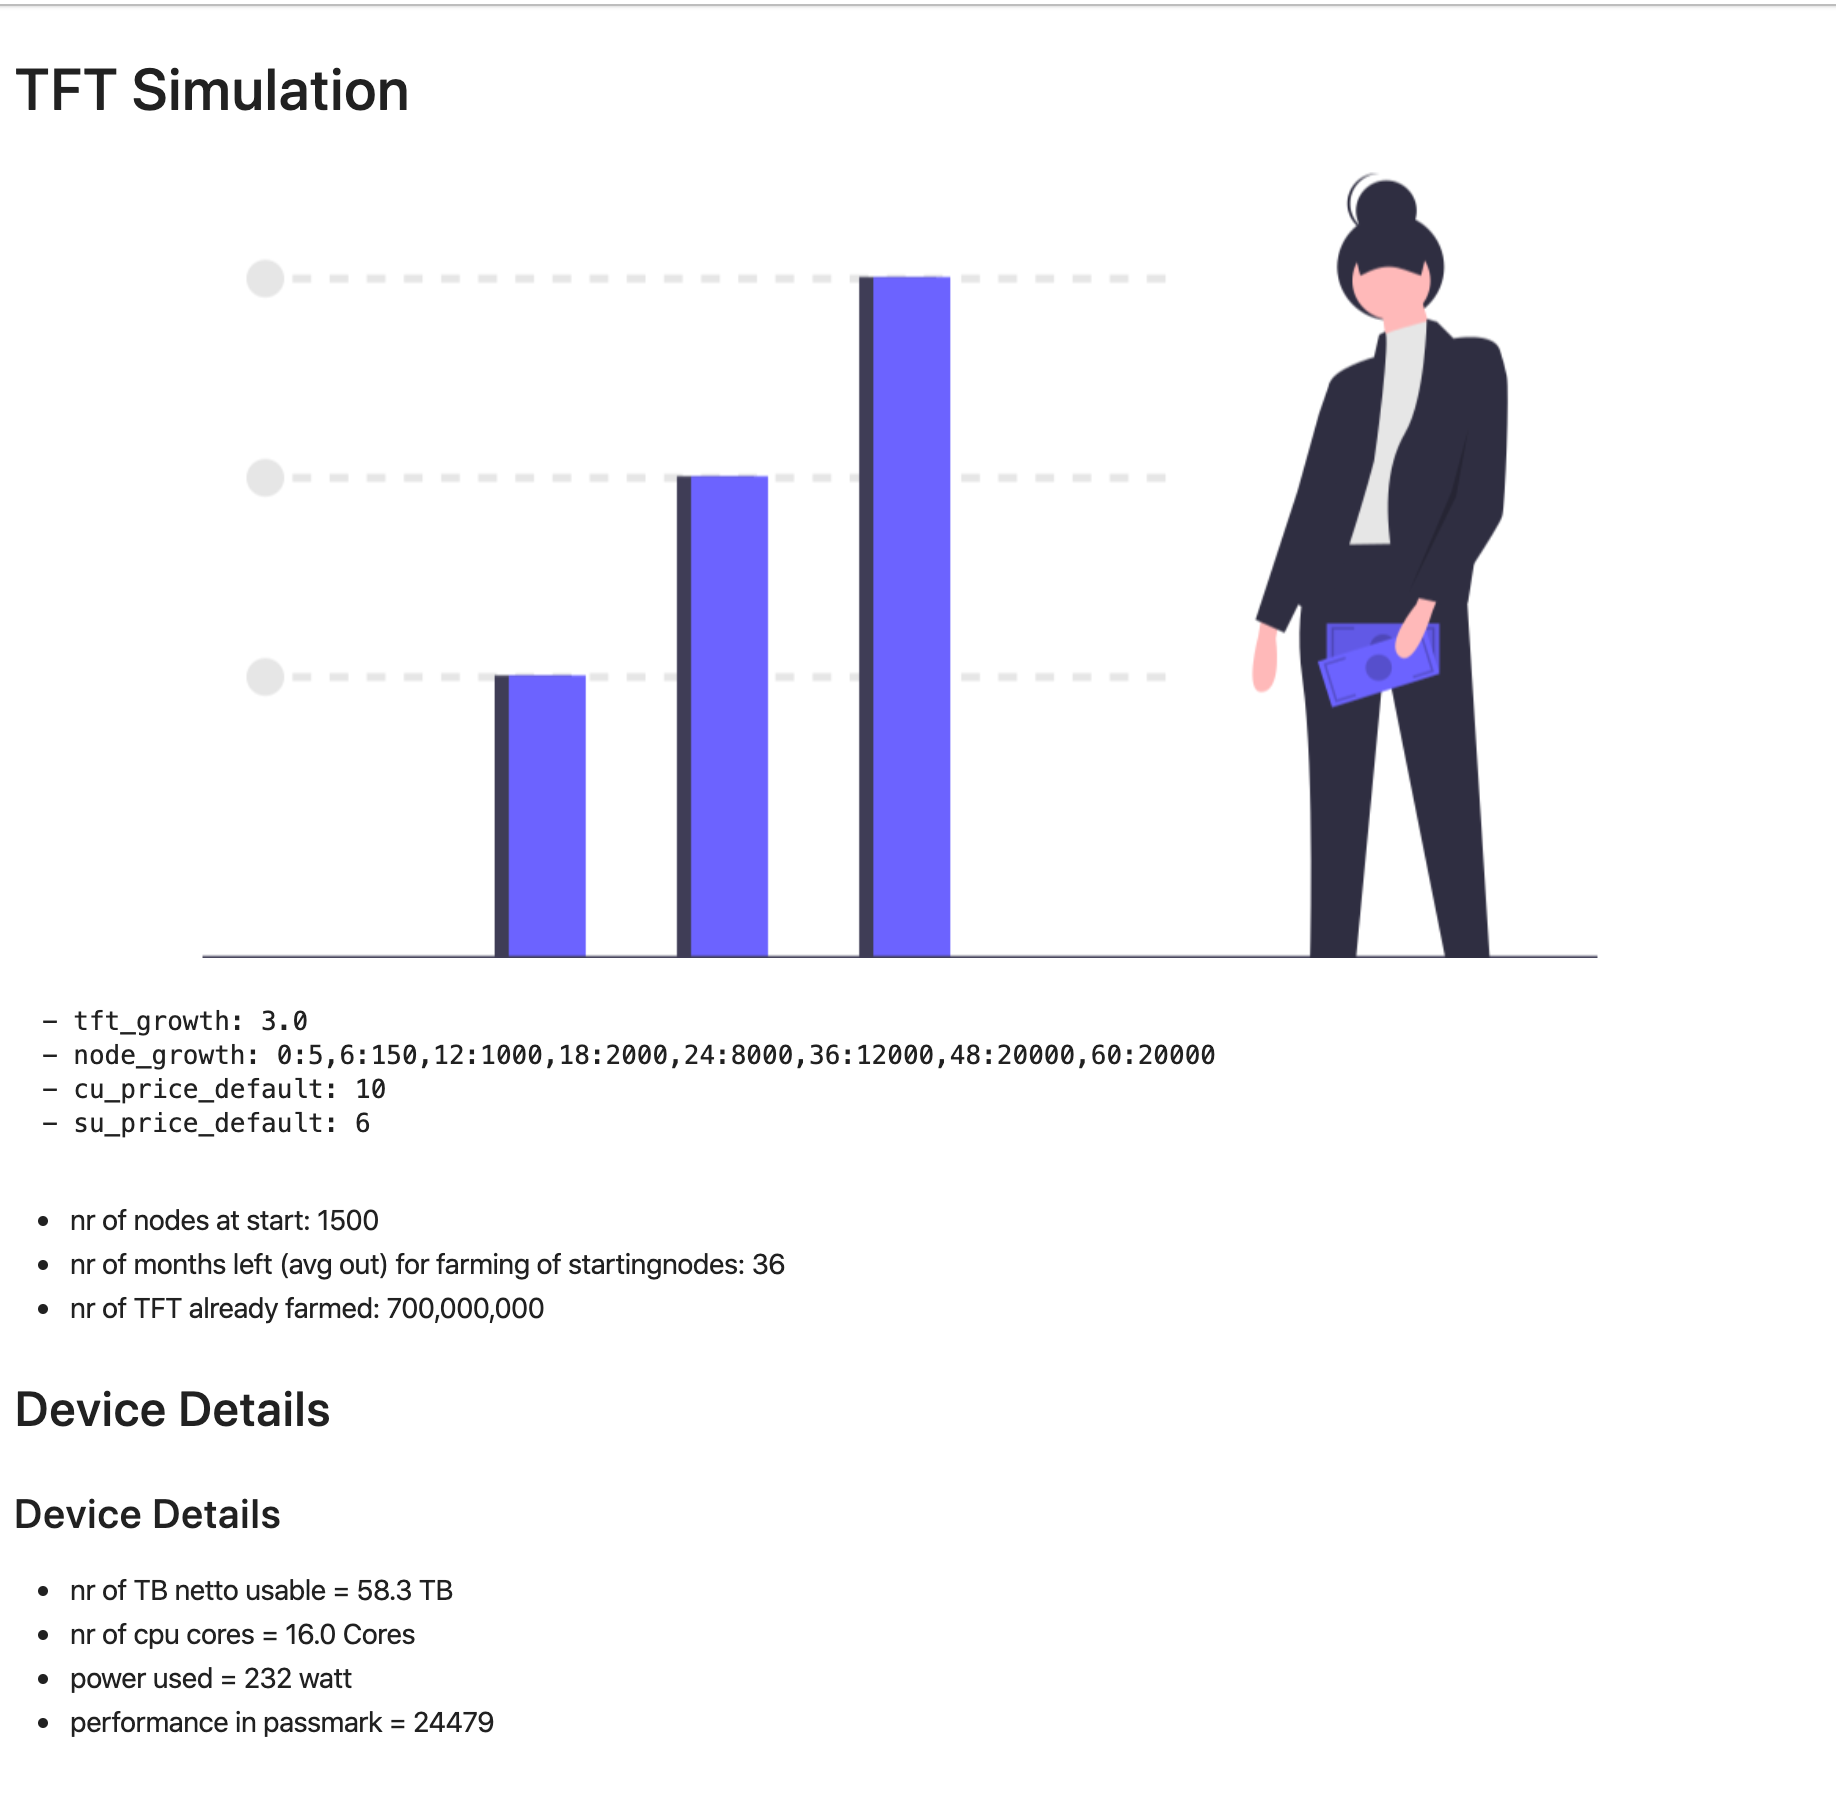 TFT Simulation
- tft_growth: 3.0
- node_growth: 0:5,6:150,12:1000,18:2000,24:8000,36:12000,48:20000,60:20000
- cu_price_default: 10
- su_price_default: 6
• nr of nodes at start: 1500
• nr of months left (avg out) for farming of startingnodes: 36
• nr of TFT already farmed: 700,000,000
Device Details
Device Details
• nr of TB netto usable = 58.3 TB
• nr of cpu cores = 16.0 Cores
• power used = 232 watt
• performance in passmark = 24479